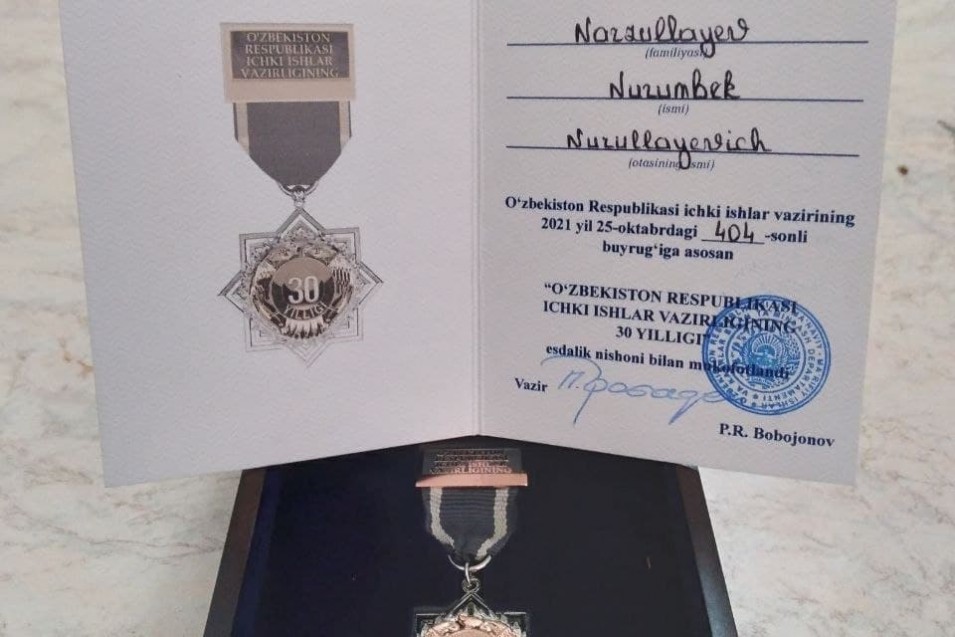 O'ZBEKISTON
RESPUBLIKASI
ICHKI ISHLAR
VAZIRLIGINING
30
YILLIGI
Narzullayev
(familiyasi)
Nurumbek
(ismi)
Nurullayevich
(otasining ismi)
O‘zbekiston Respublikasi ichki ishlar vazirining
2021 yil 25-oktabrdagi 404 -sonli
buyrug‘iga asosan
“O‘ZBEKISTON RESPUBLIKASI
ICHKI ISHLAR VAZIRLIGINING
30 YILLIGI”
esdalik nishoni bilan mukofotlandi
Vazir
P.R. Bobojonov
VAZIRLIGINING